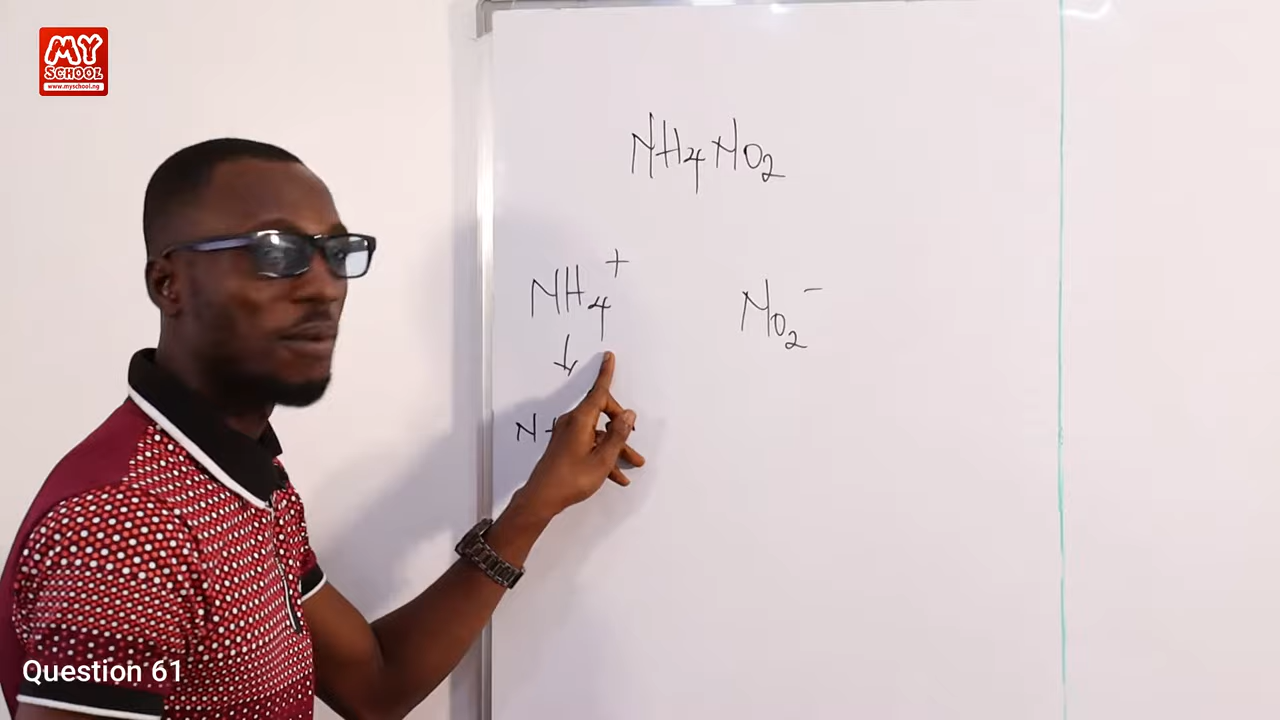 MY
SCHOOL
www.myschool.ng
NH4NO2
NH4+
NO2-
↓
N+
Question 61